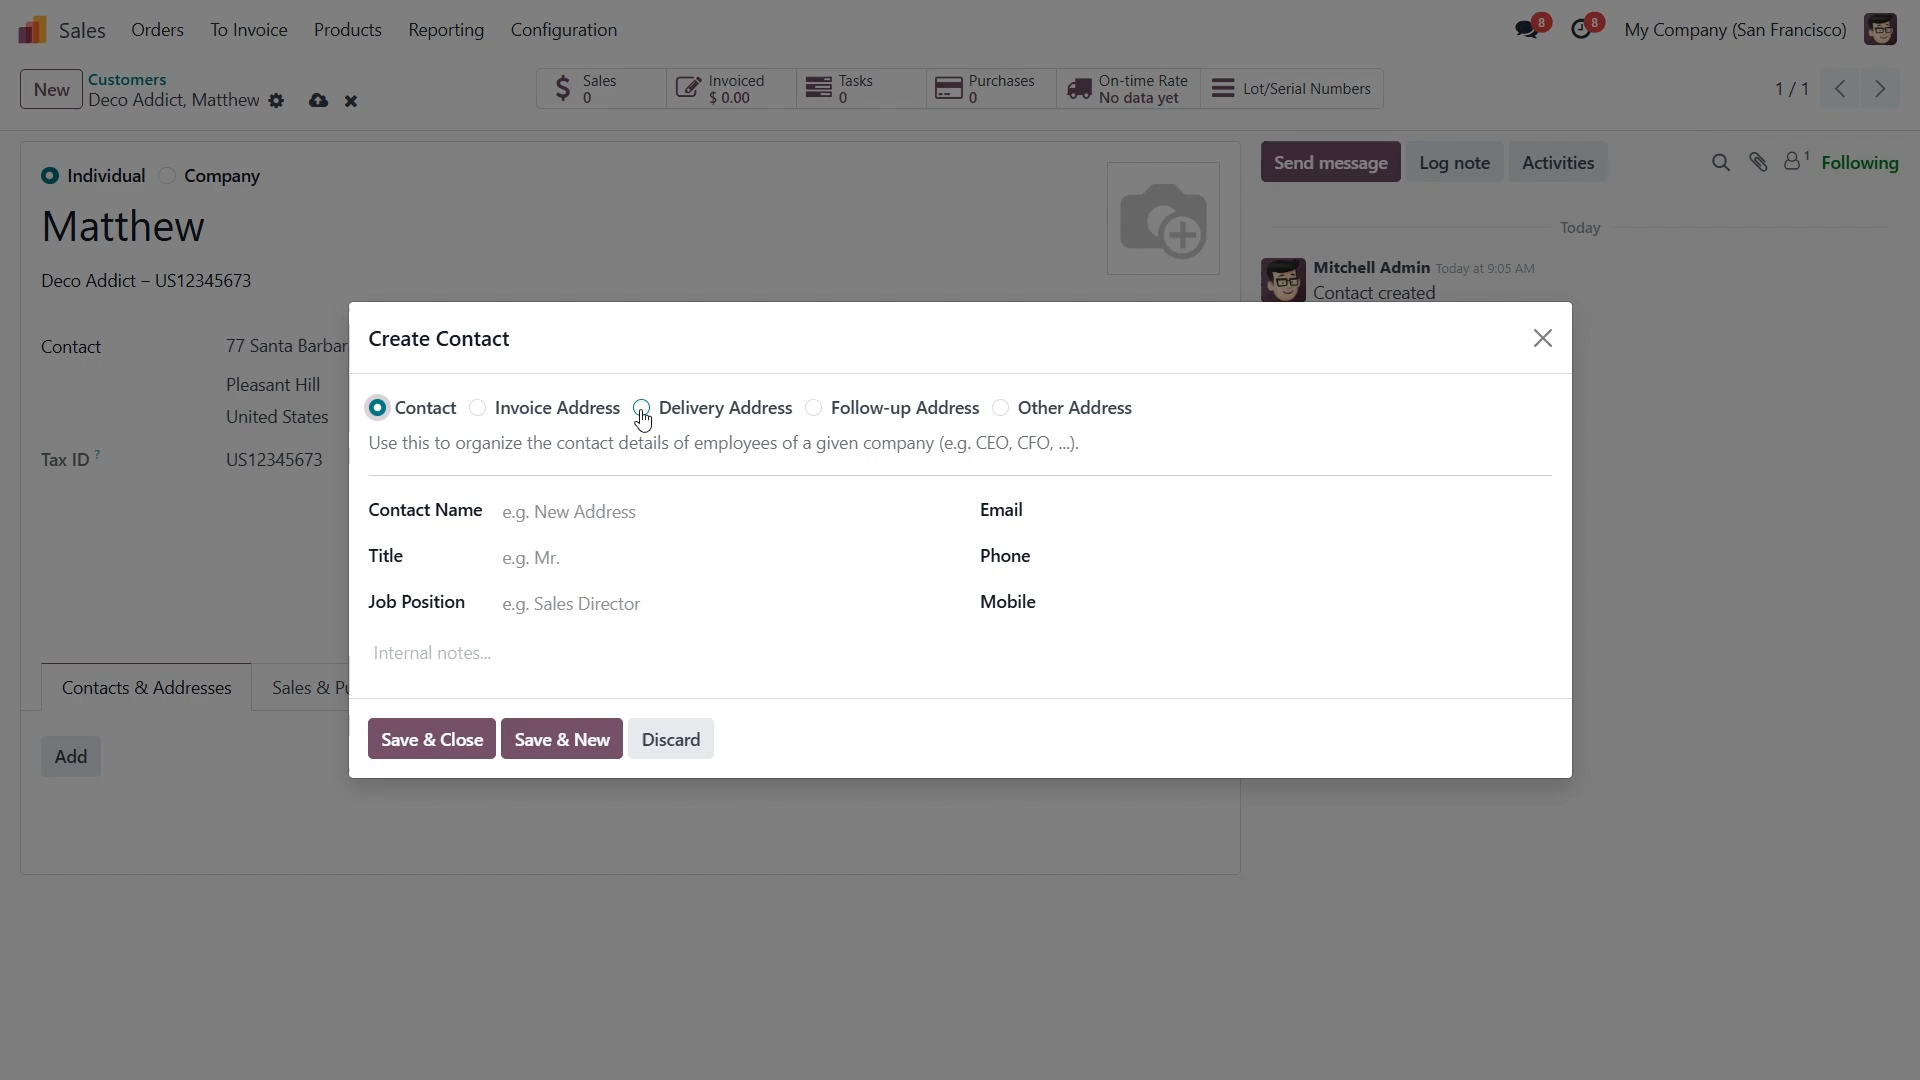 Sales Orders To Invoice Products Reporting Configuration 8 8 My Company (San Francisco)
New Customers
Deco Addict, Matthew
Sales 0
Invoiced $ 0.00
Tasks 0
Purchases 0
On-time Rate No data yet
Lot/Serial Numbers
1 / 1
Individual Company
Matthew
Deco Addict – US12345673
Contact 77 Santa Barbar
Pleasant Hill
United States
Tax ID ? US12345673
Contacts & Addresses Sales & Pu
Add
Send message Log note Activities 1 Following
Today
Mitchell Admin Today at 9:05 AM
Contact created
Create Contact
Contact Invoice Address Delivery Address Follow-up Address Other Address
Use this to organize the contact details of employees of a given company (e.g. CEO, CFO, ...).
Contact Name e.g. New Address Email
Title e.g. Mr. Phone
Job Position e.g. Sales Director Mobile
Internal notes...
Save & Close Save & New Discard